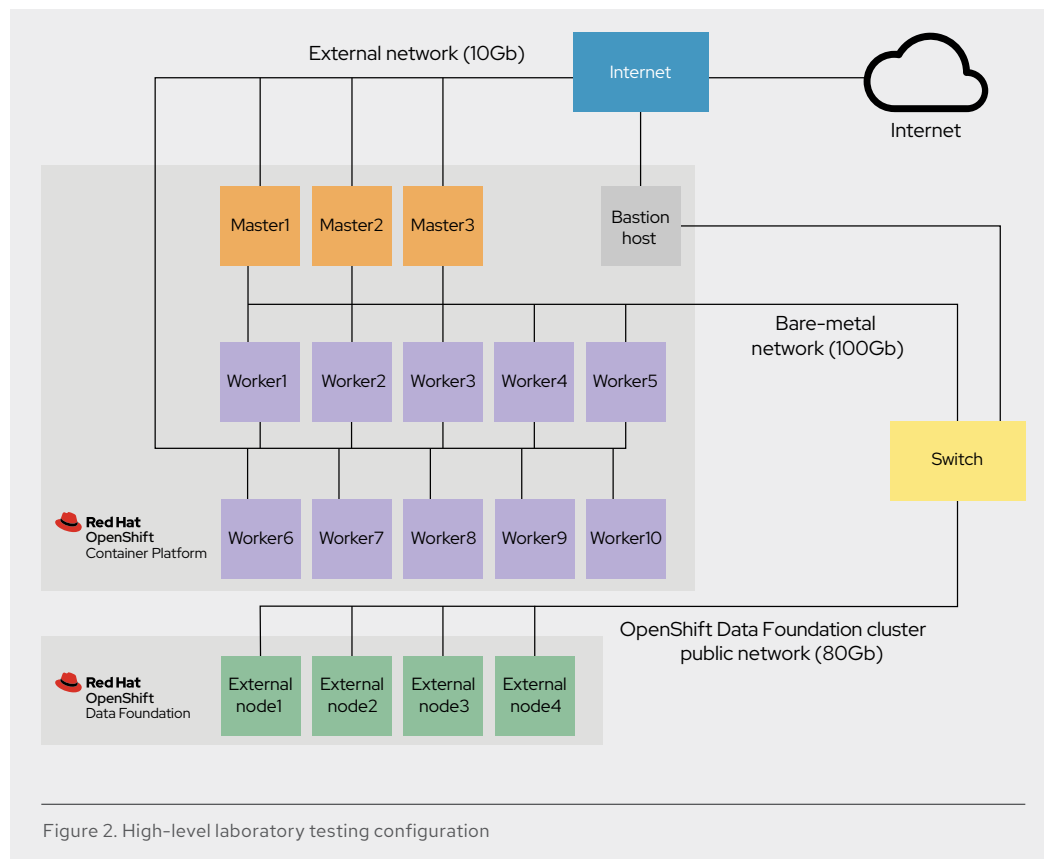 External network (10Gb)
Internet
Internet
Master1
Master2
Master3
Bastion
host
Bare-metal
network (100Gb)
Worker1
Worker2
Worker3
Worker4
Worker5
Switch
Red Hat
OpenShift
Container Platform
Worker6
Worker7
Worker8
Worker9
Worker10
OpenShift Data Foundation cluster
public network (80Gb)
Red Hat
OpenShift
Data Foundation
External
node1
External
node2
External
node3
External
node4
Figure 2. High-level laboratory testing configuration